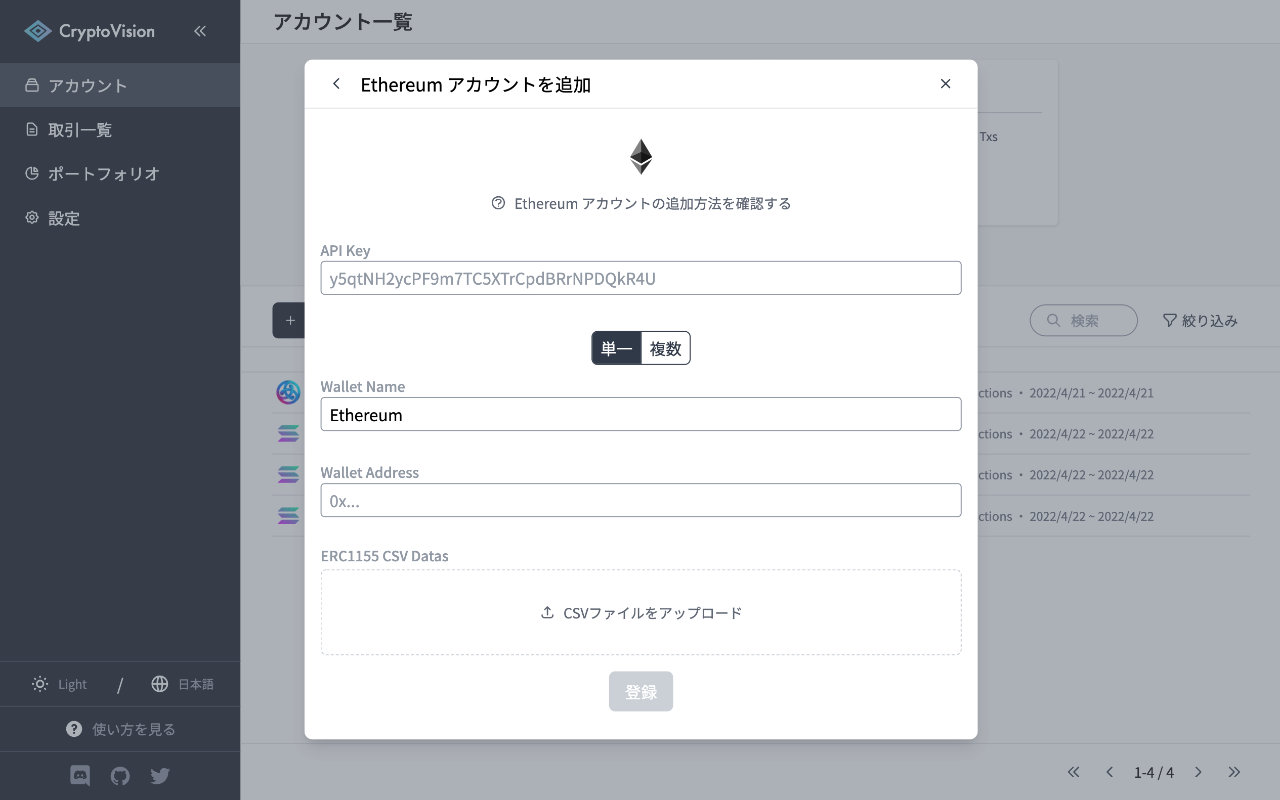 CryptoVision
アカウント
取引一覧
ポートフォリオ
設定
Light / 日本語
使い方を見る
アカウント一覧
Txs
検索
絞り込み
ctions ・ 2022/4/21 ~ 2022/4/21
ctions ・ 2022/4/22 ~ 2022/4/22
ctions ・ 2022/4/22 ~ 2022/4/22
ctions ・ 2022/4/22 ~ 2022/4/22
1-4 / 4
Ethereum アカウントを追加
Ethereum アカウントの追加方法を確認する
API Key
y5qtNH2ycPF9m7TC5XTrCpdBRrNPDQkR4U
単一 複数
Wallet Name
Ethereum
Wallet Address
0x...
ERC1155 CSV Datas
CSVファイルをアップロード
登録